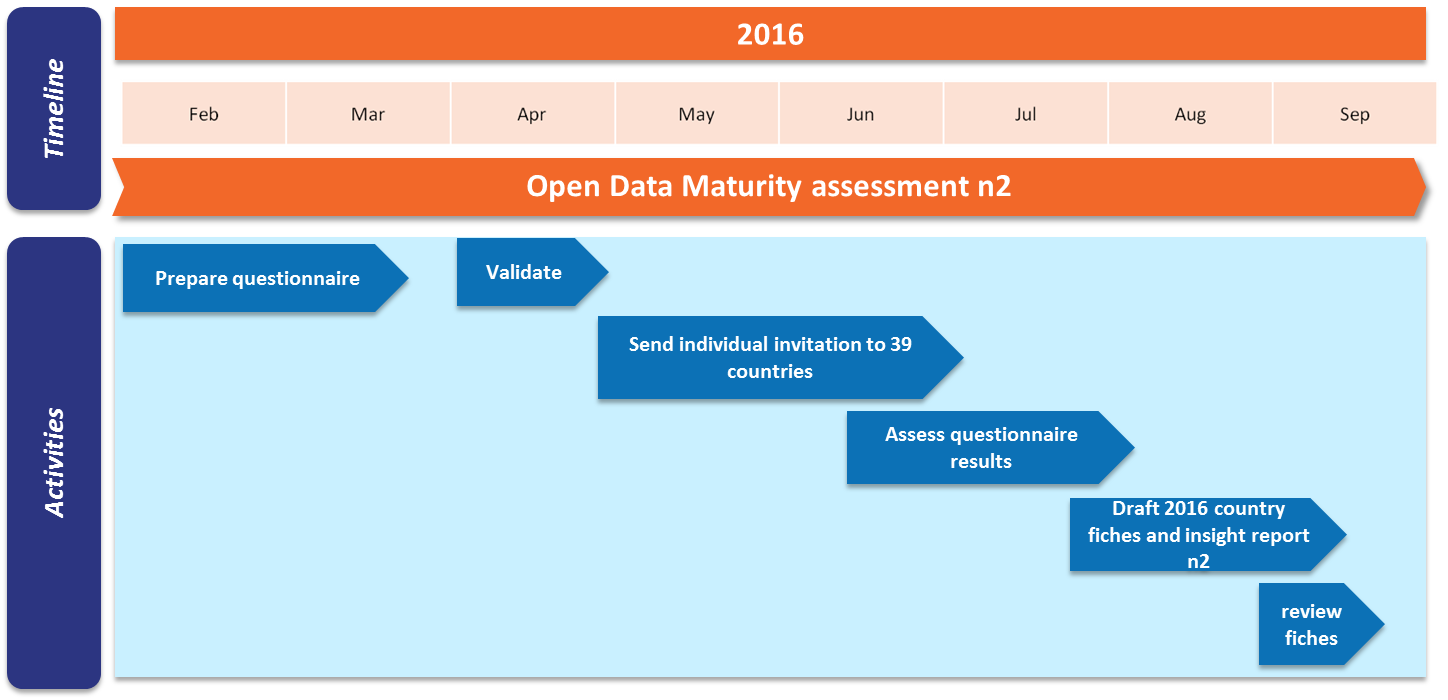 Timeline
2016
Feb
Mar
Apr
May
Jun
Jul
Aug
Sep
Open Data Maturity assessment n2
Activities
Prepare questionnaire
Validate
Send individual invitation to 39
countries
Assess questionnaire
results
Draft 2016 country
fiches and insight report
n2
review
fiches